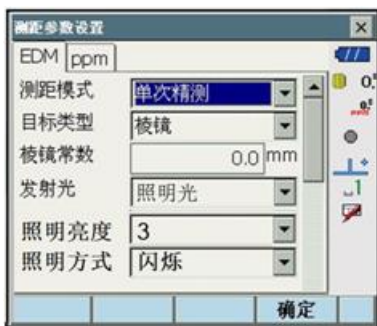 测距参数设置
EDM ppm
测距模式 单次精测
目标类型 棱镜
棱镜常数 0.0 mm
发射光 照明光
照明亮度 3
照明方式 闪烁
确定